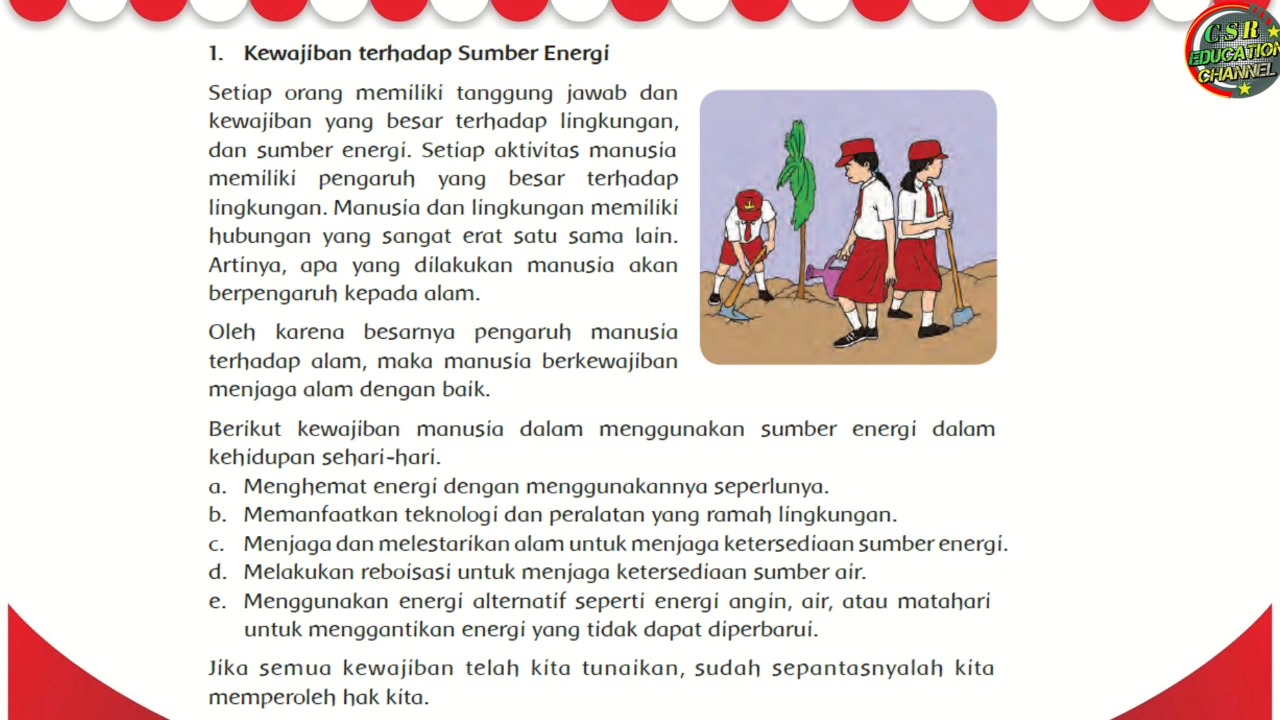 CSR
EDUCATION
CHANNEL
1. Kewajiban terhadap Sumber Energi
Setiap orang memiliki tanggung jawab dan
kewajiban yang besar terhadap lingkungan,
dan sumber energi. Setiap aktivitas manusia
memiliki pengaruh yang besar terhadap
lingkungan. Manusia dan lingkungan memiliki
hubungan yang sangat erat satu sama lain.
Artinya, apa yang dilakukan manusia akan
berpengaruh kepada alam.
Oleh karena besarnya pengaruh manusia
terhadap alam, maka manusia berkewajiban
menjaga alam dengan baik.
Berikut kewajiban manusia dalam menggunakan sumber energi dalam
kehidupan sehari-hari.
a. Menghemat energi dengan menggunakannya seperlunya.
b. Memanfaatkan teknologi dan peralatan yang ramah lingkungan.
c. Menjaga dan melestarikan alam untuk menjaga ketersediaan sumber energi.
d. Melakukan reboisasi untuk menjaga ketersediaan sumber air.
e. Menggunakan energi alternatif seperti energi angin, air, atau matahari
untuk menggantikan energi yang tidak dapat diperbarui.
Jika semua kewajiban telah kita tunaikan, sudah sepantasnyalah kita
memperoleh hak kita.